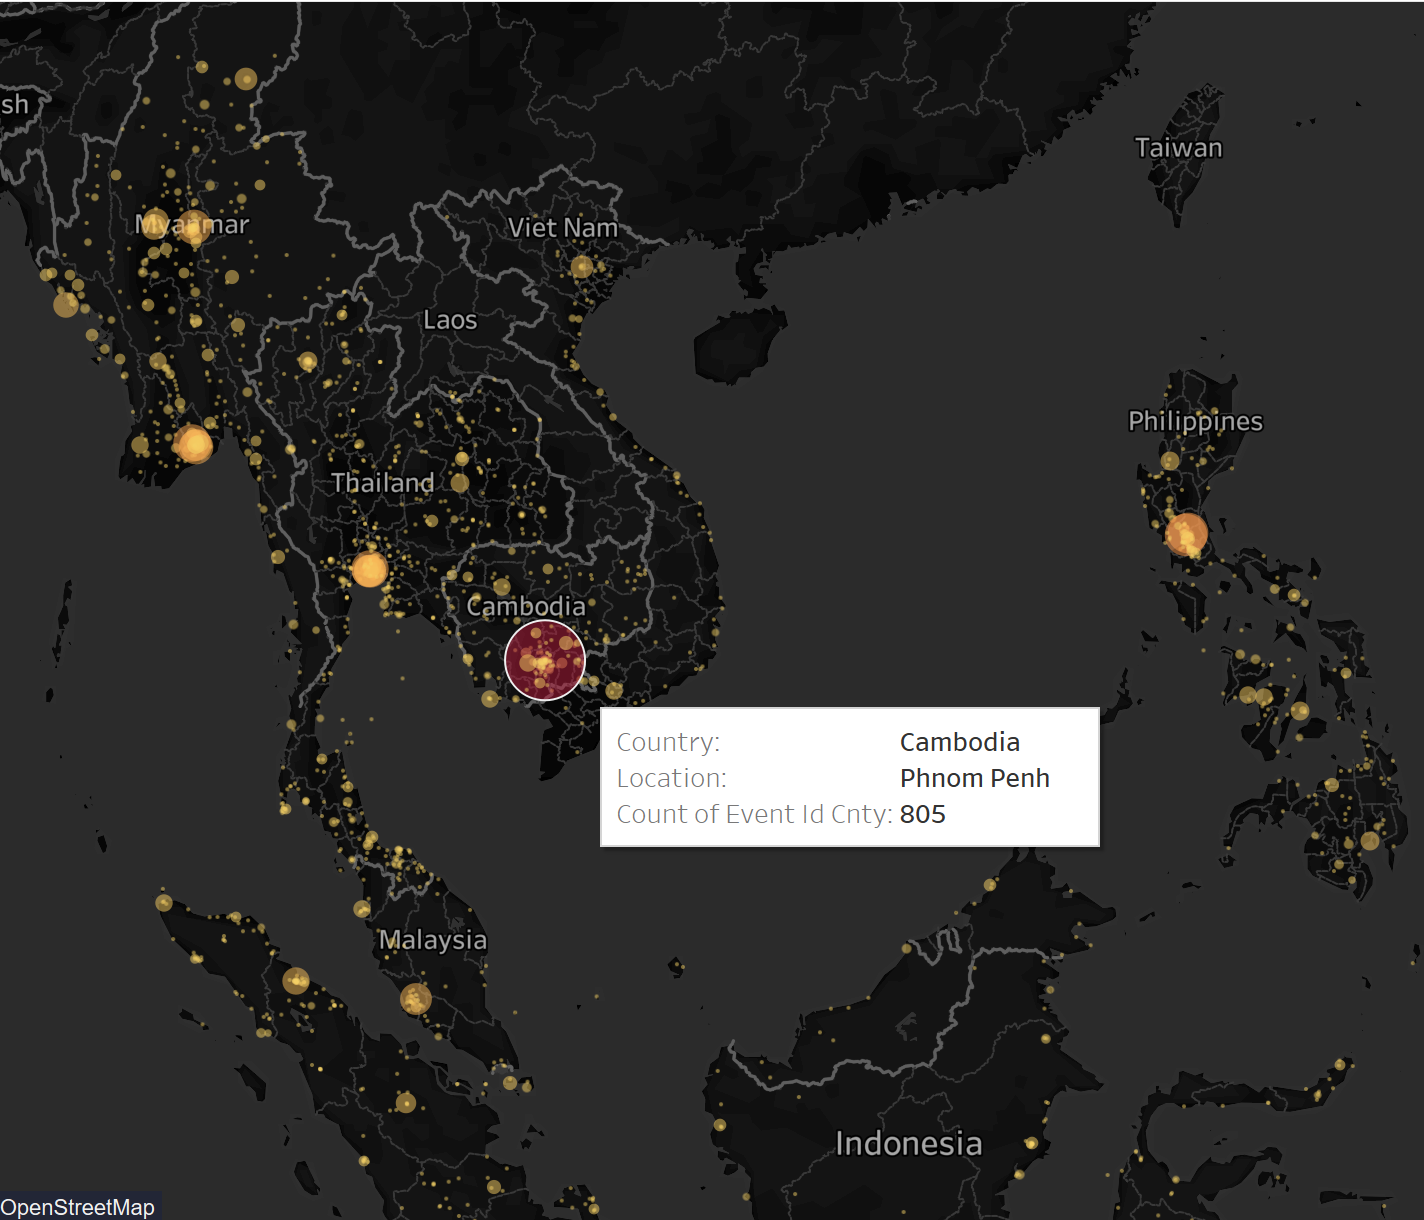 sh
Taiwan
Myanmar
Viet Nam
Laos
Philippines
Thailand
Cambodia
Country: Cambodia
Location: Phnom Penh
Count of Event Id Cnty: 805
Malaysia
Indonesia
OpenStreetMap